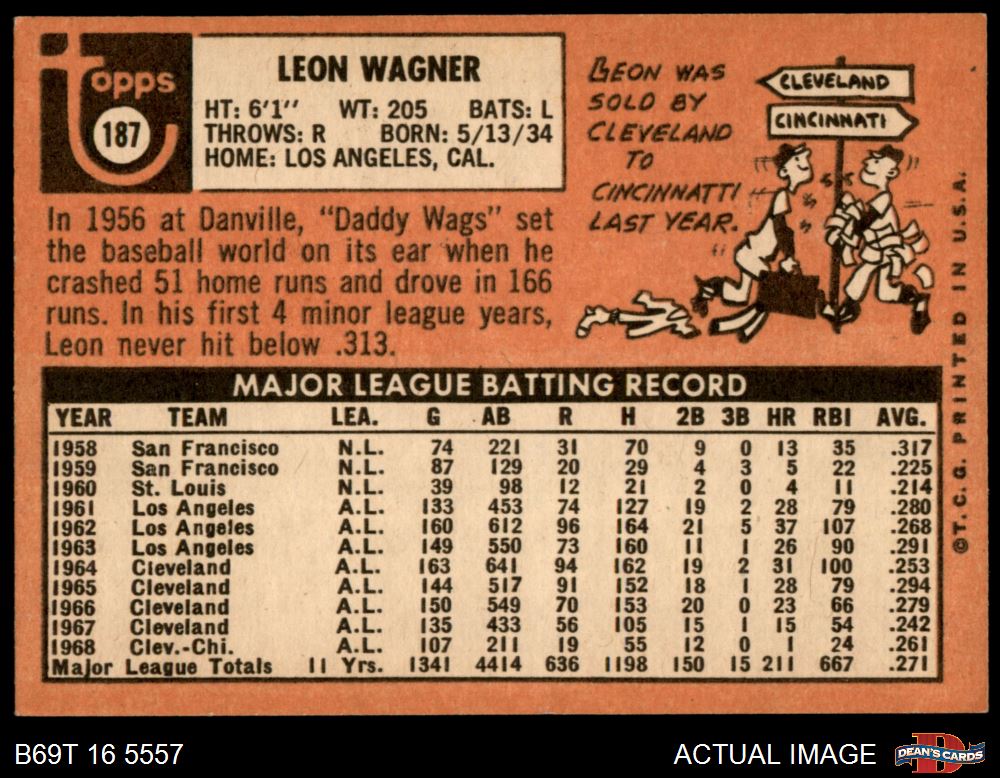 Topps
187
LEON WAGNER
HT: 6'1" WT: 205 BATS: L
THROWS: R BORN: 5/13/34
HOME: LOS ANGELES, CAL.
In 1956 at Danville, "Daddy Wags" set
the baseball world on its ear when he
crashed 51 home runs and drove in 166
runs. In his first 4 minor league years,
Leon never hit below .313.
LEON WAS
SOLD BY
CLEVELAND
TO
CINCINNATTI
LAST YEAR.
CLEVELAND
CINCINNATI
©T. C. G. PRINTED IN U.S.A.
MAJOR LEAGUE BATTING RECORD
YEAR TEAM LEA. G AB R H 2B 3B HR RBI AVG.
1958 San Francisco N.L. 74 221 31 70 9 0 13 35 .317
1959 San Francisco N.L. 87 129 20 29 4 3 5 22 .225
1960 St. Louis N.L. 39 98 12 21 2 0 4 11 .214
1961 Los Angeles A.L. 133 453 74 127 19 2 28 79 .280
1962 Los Angeles A.L. 160 612 96 164 21 5 37 107 .268
1963 Los Angeles A.L. 149 550 73 160 11 1 26 90 .291
1964 Cleveland A.L. 163 641 94 162 19 2 31 100 .253
1965 Cleveland A.L. 144 517 91 152 18 1 28 79 .294
1966 Cleveland A.L. 150 549 70 153 20 0 23 66 .279
1967 Cleveland A.L. 135 433 56 105 15 1 15 54 .242
1968 Clev.-Chi. A.L. 107 211 19 55 12 0 1 24 .261
Major League Totals 11 Yrs. 1341 4414 636 1198 150 15 211 667 .271
B69T 16 5557
ACTUAL IMAGE
DEAN'S CARDS